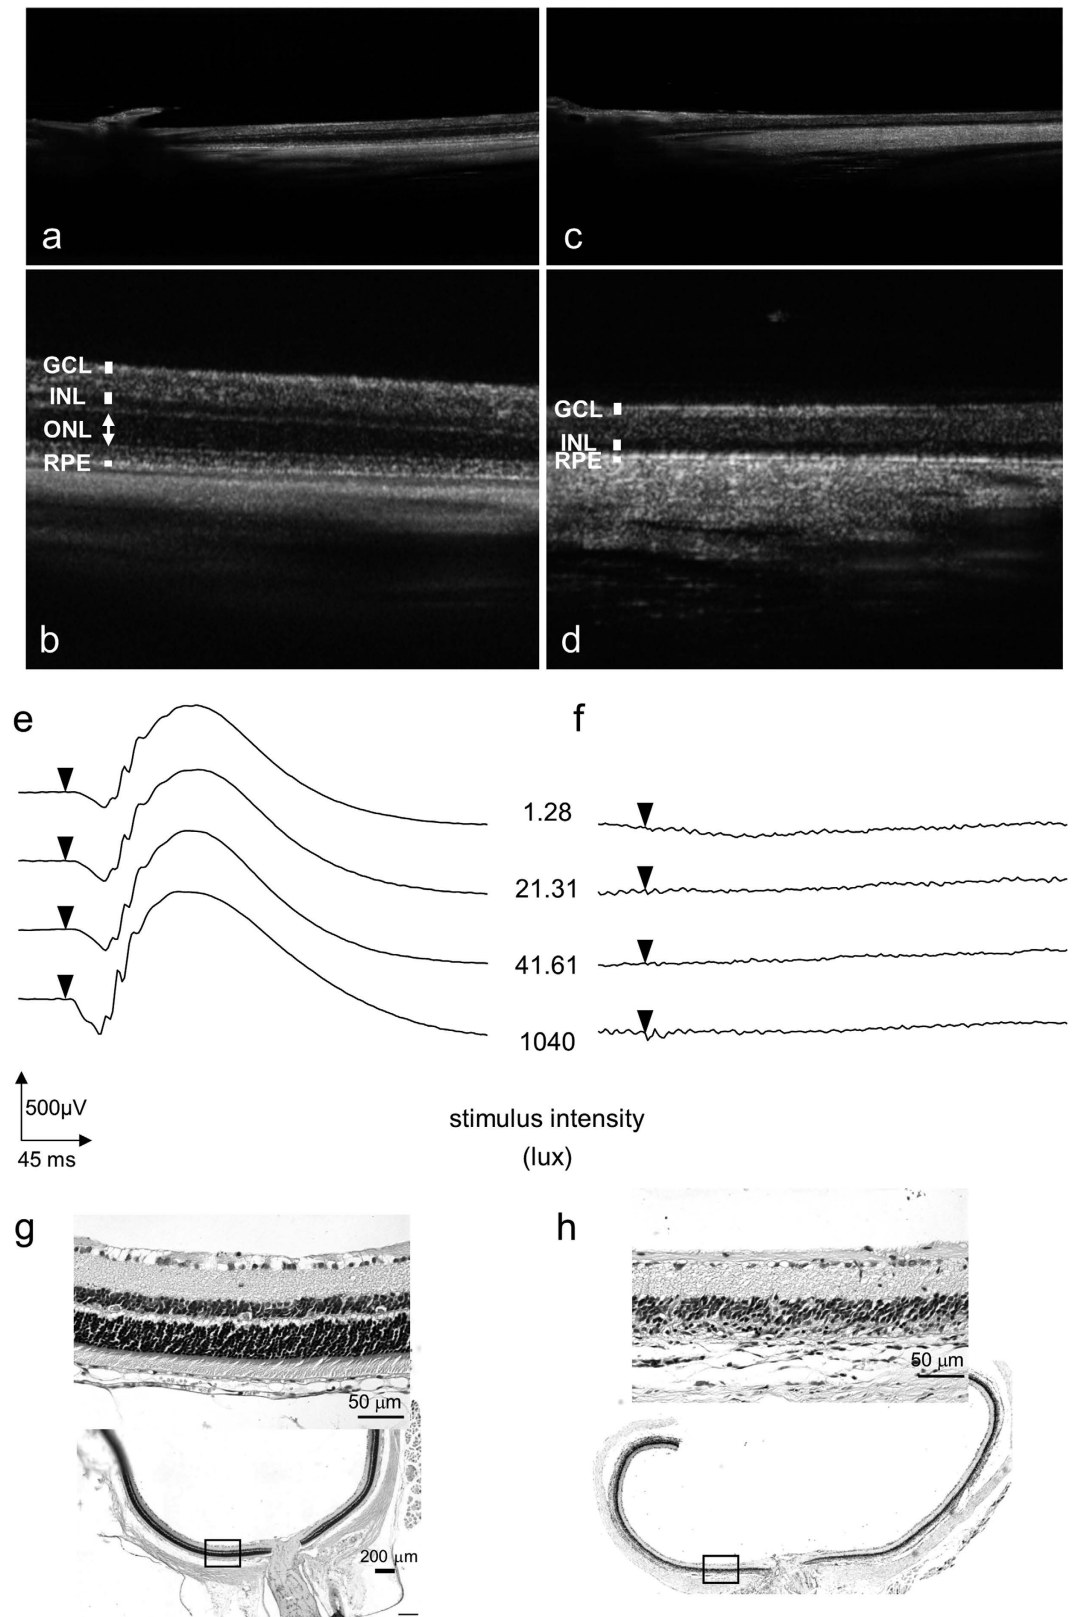 a
c
GCL
INL
ONL
RPE
b
GCL
INL
RPE
d
e
f
1.28
21.31
41.61
1040
500µV
45 ms
stimulus intensity
(lux)
g
h
50 µm
50 µm
200 µm